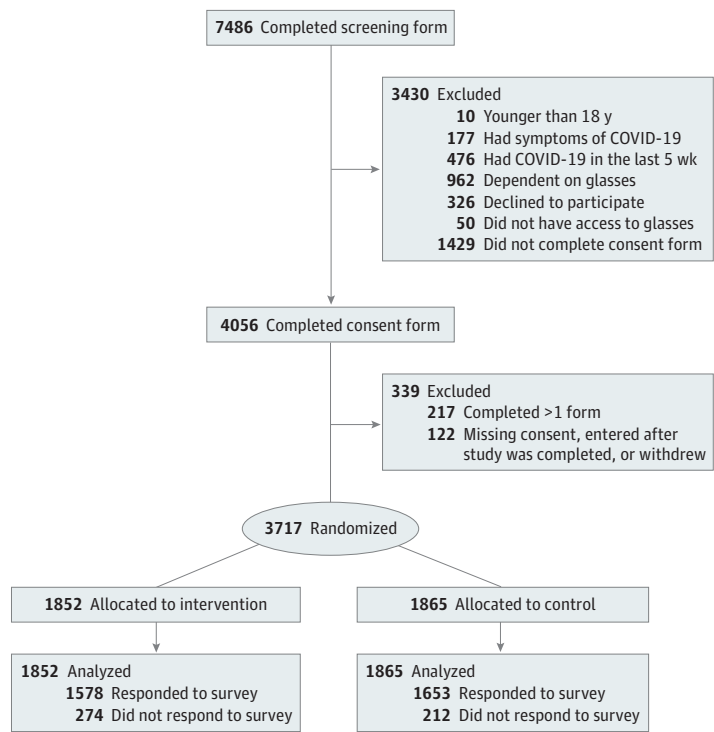 7486 Completed screening form
3430 Excluded
10 Younger than 18 y
177 Had symptoms of COVID-19
476 Had COVID-19 in the last 5 wk
962 Dependent on glasses
326 Declined to participate
50 Did not have access to glasses
1429 Did not complete consent form
4056 Completed consent form
339 Excluded
217 Completed >1 form
122 Missing consent, entered after
study was completed, or withdrew
3717 Randomized
1852 Allocated to intervention
1865 Allocated to control
1852 Analyzed
1578 Responded to survey
274 Did not respond to survey
1865 Analyzed
1653 Responded to survey
212 Did not respond to survey